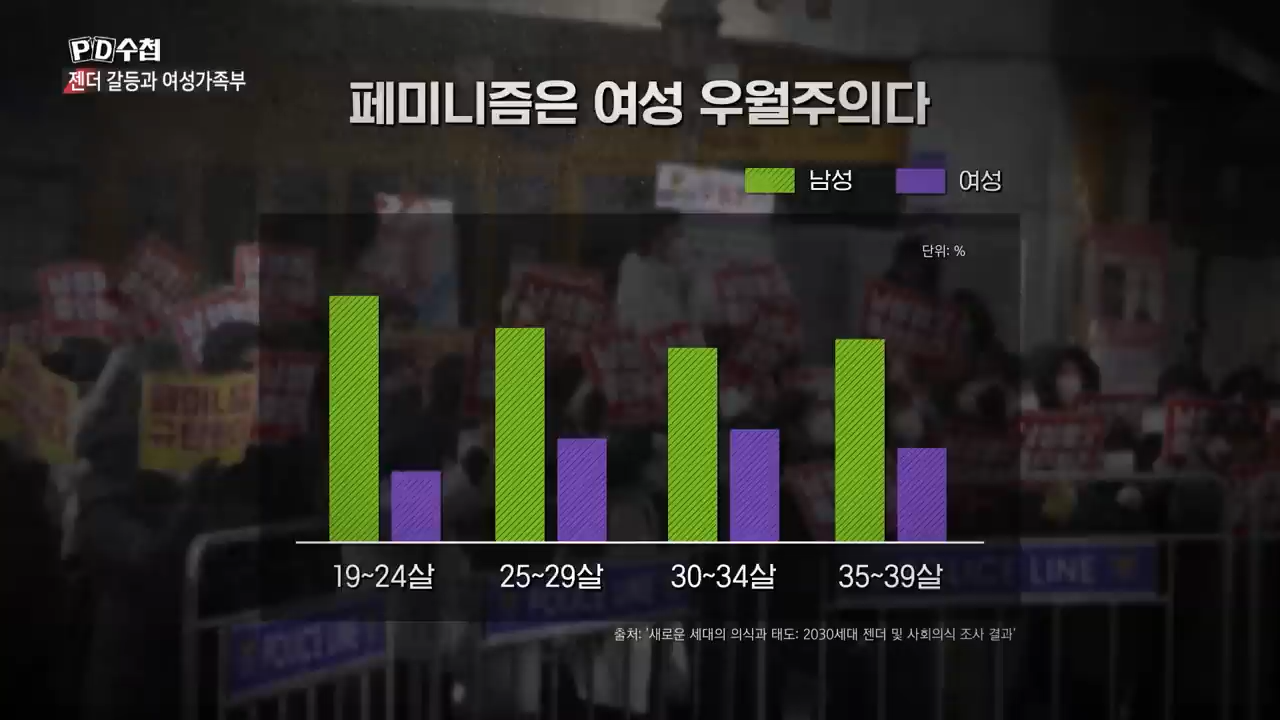 PD수첩
젠더 갈등과 여성가족부
페미니즘은 여성 우월주의다
남성
여성
단위: %
19~24살
25~29살
30~34살
35~39살
LINE
출처: '새로운 세대의 의식과 태도: 2030세대 젠더 및 사회의식 조사 결과'